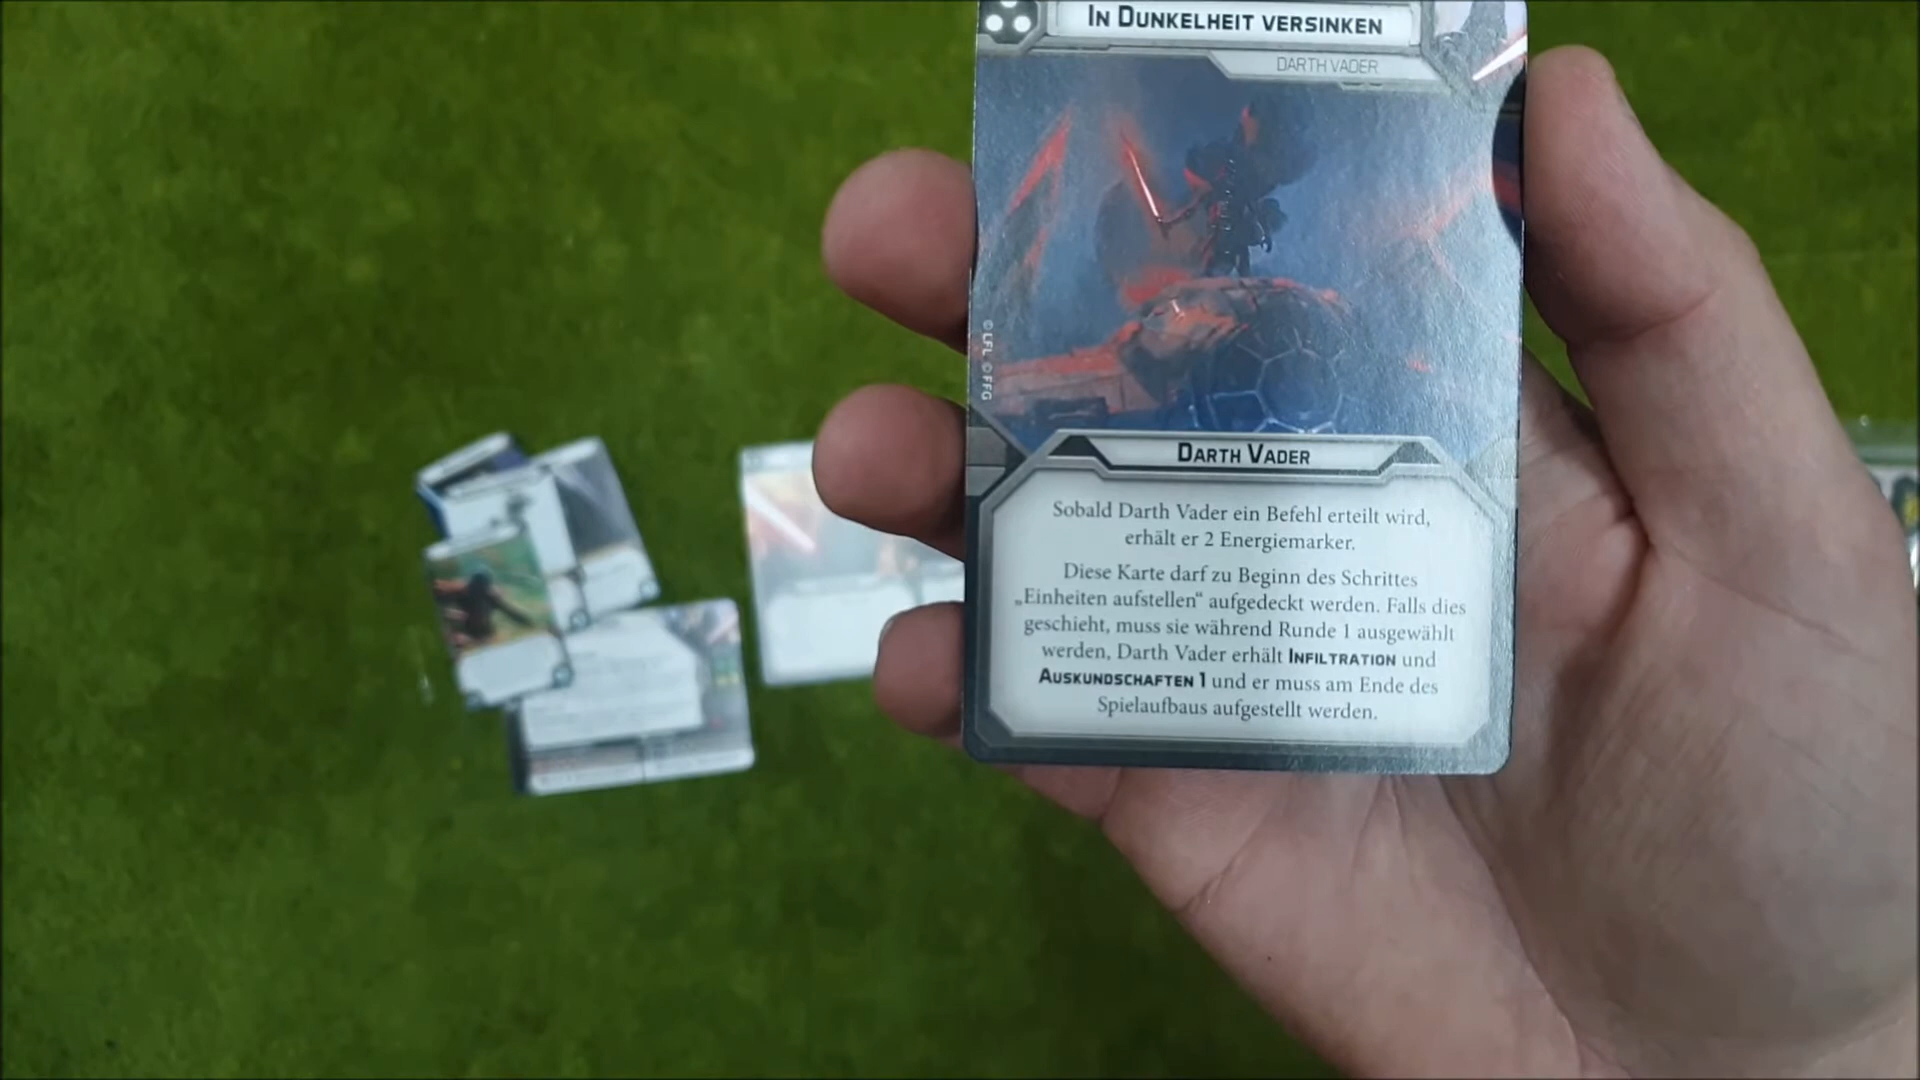 IN DUNKELHEIT VERSINKEN
DARTH VADER
© LFL © FFG
DARTH VADER
Sobald Darth Vader ein Befehl erteilt wird,
erhält er 2 Energiemarker.
Diese Karte darf zu Beginn des Schrittes
„Einheiten aufstellen“ aufgedeckt werden. Falls dies
geschieht, muss sie während Runde 1 ausgewählt
werden, Darth Vader erhält INFILTRATION und
AUSKUNDSCHAFTEN 1 und er muss am Ende des
Spielaufbaus aufgestellt werden.